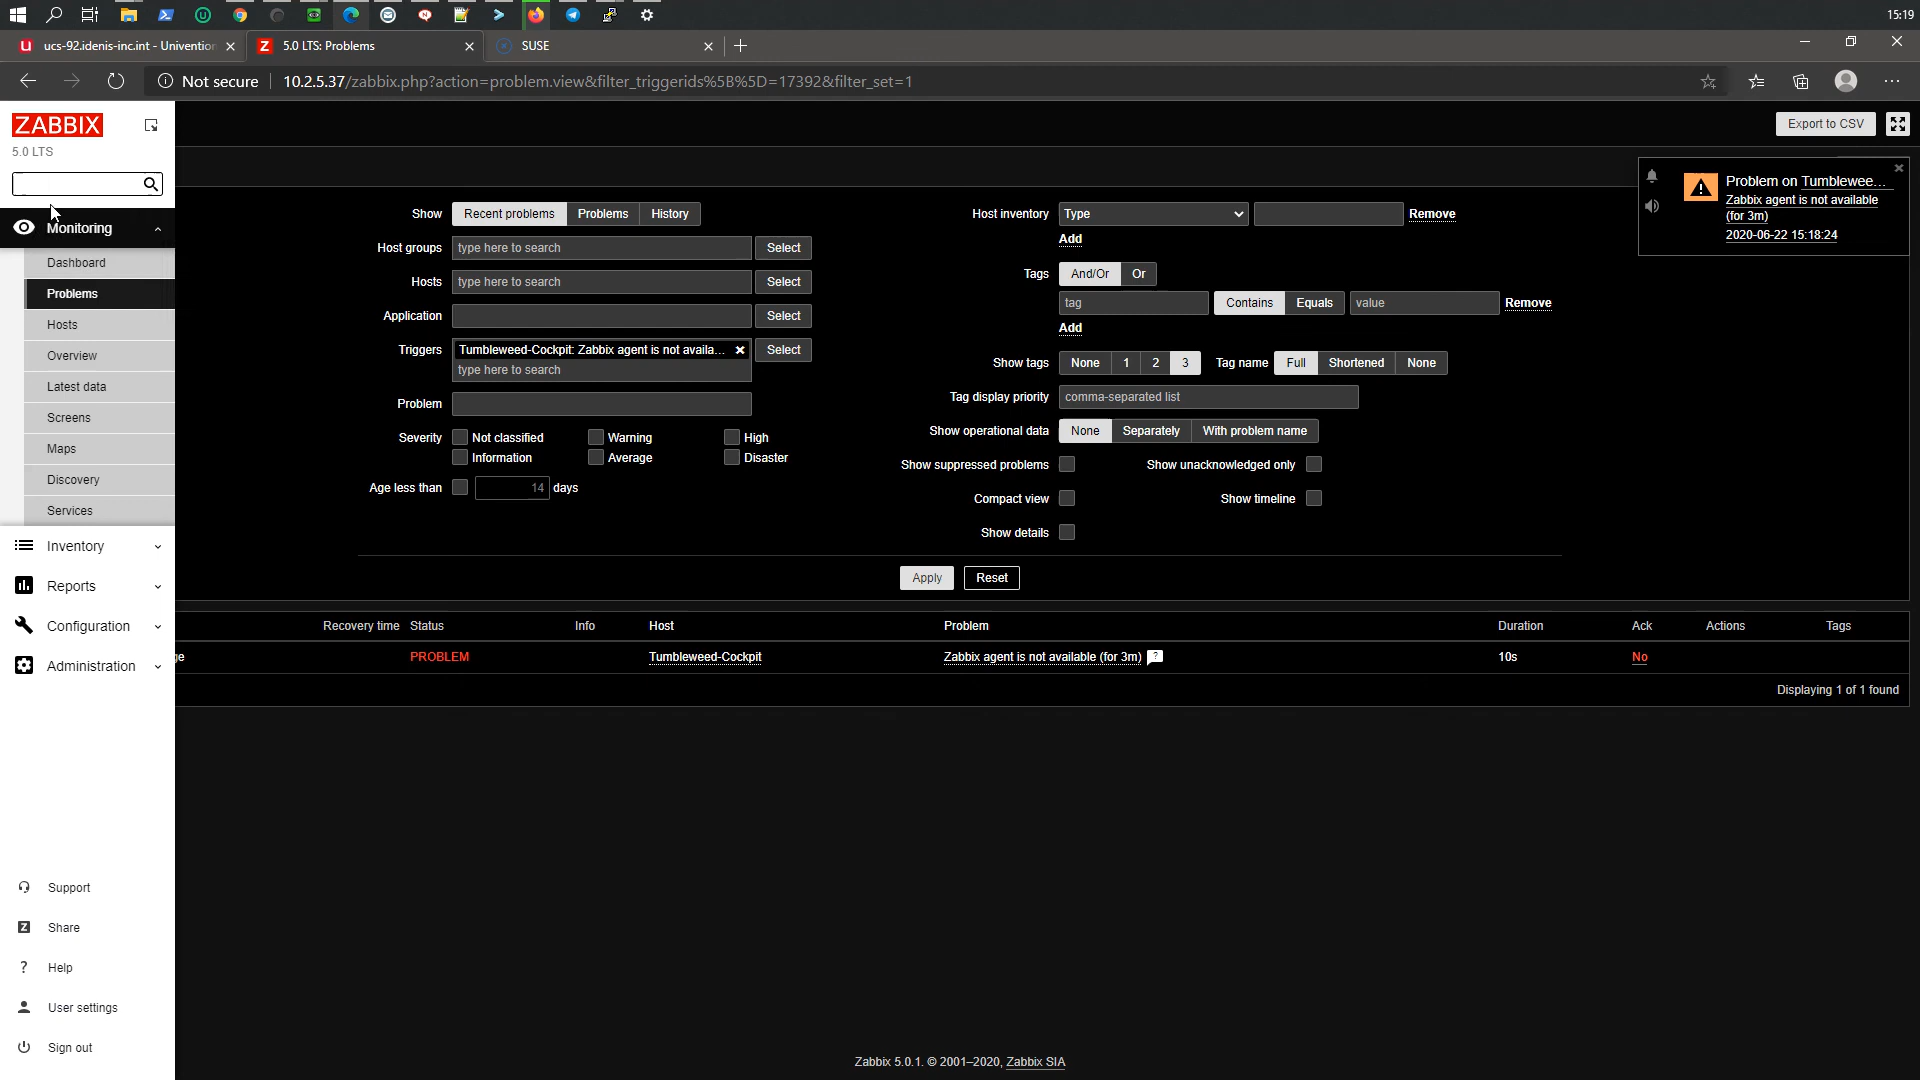 15:19
ucs-92.idenis-inc.int - Univention
5.0 LTS: Problems
SUSE
Not secure
10.2.5.37/zabbix.php?action=problem.view&filter_triggerids%5B%5D=17392&filter_set=1
ZABBIX
5.0 LTS
Export to CSV
Monitoring
Dashboard
Problems
Hosts
Overview
Latest data
Screens
Maps
Discovery
Services
Inventory
Reports
Configuration
Administration
Support
Share
Help
User settings
Sign out
Show Recent problems Problems History
Host groups type here to search Select
Hosts type here to search Select
Application Select
Triggers Tumbleweed-Cockpit: Zabbix agent is not availa... Select
type here to search
Problem
Severity Not classified Warning High
Information Average Disaster
Age less than 14 days
Host inventory Type Remove
Add
Tags And/Or Or
tag Contains Equals value Remove
Add
Show tags None 1 2 3 Tag name Full Shortened None
Tag display priority comma-separated list
Show operational data None Separately With problem name
Show suppressed problems Show unacknowledged only
Compact view Show timeline
Show details
Apply Reset
Problem on Tumblewee...
Zabbix agent is not available
(for 3m)
2020-06-22 15:18:24
Recovery time Status Info Host Problem Duration Ack Actions Tags
ge PROBLEM Tumbleweed-Cockpit Zabbix agent is not available (for 3m) ? 10s No
Displaying 1 of 1 found
Zabbix 5.0.1. © 2001–2020, Zabbix SIA